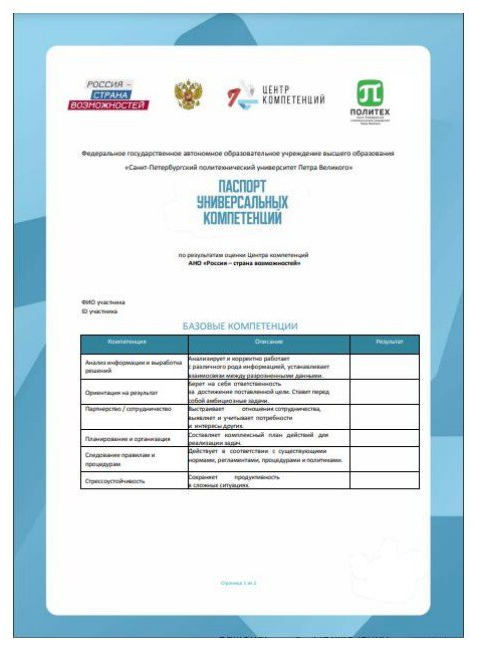 РОССИЯ –
СТРАНА
ВОЗМОЖНОСТЕЙ
ЦЕНТР
КОМПЕТЕНЦИЙ
ПОЛИТЕХ
Федеральное государственное автономное образовательное учреждение высшего образования
«Санкт-Петербургский политехнический университет Петра Великого»
ПАСПОРТ
УНИВЕРСАЛЬНЫХ
КОМПЕТЕНЦИЙ
по результатам оценки Центра компетенций
АНО «Россия – страна возможностей»
ФИО участника
ID участника
БАЗОВЫЕ КОМПЕТЕНЦИИ
Компетенция Описание Результат
Анализ информации и выработка решений
Анализирует и корректно работает
с различного рода информацией, устанавливает
взаимосвязи между разрозненными данными.
Ориентация на результат
Берет на себя ответственность
за достижение поставленной цели. Ставит перед
собой амбициозные задачи.
Партнерство / сотрудничество
Выстраивает отношения сотрудничества,
выявляет и учитывает потребности
и интересы других.
Планирование и организация
Составляет комплексный план действий для
реализации задач.
Следование правилам и
процедурам
Действует в соответствии с существующими
нормами, регламентами, процедурами и политиками.
Стрессоустойчивость
Сохраняет продуктивность
в сложных ситуациях.
Страница 1 из 2